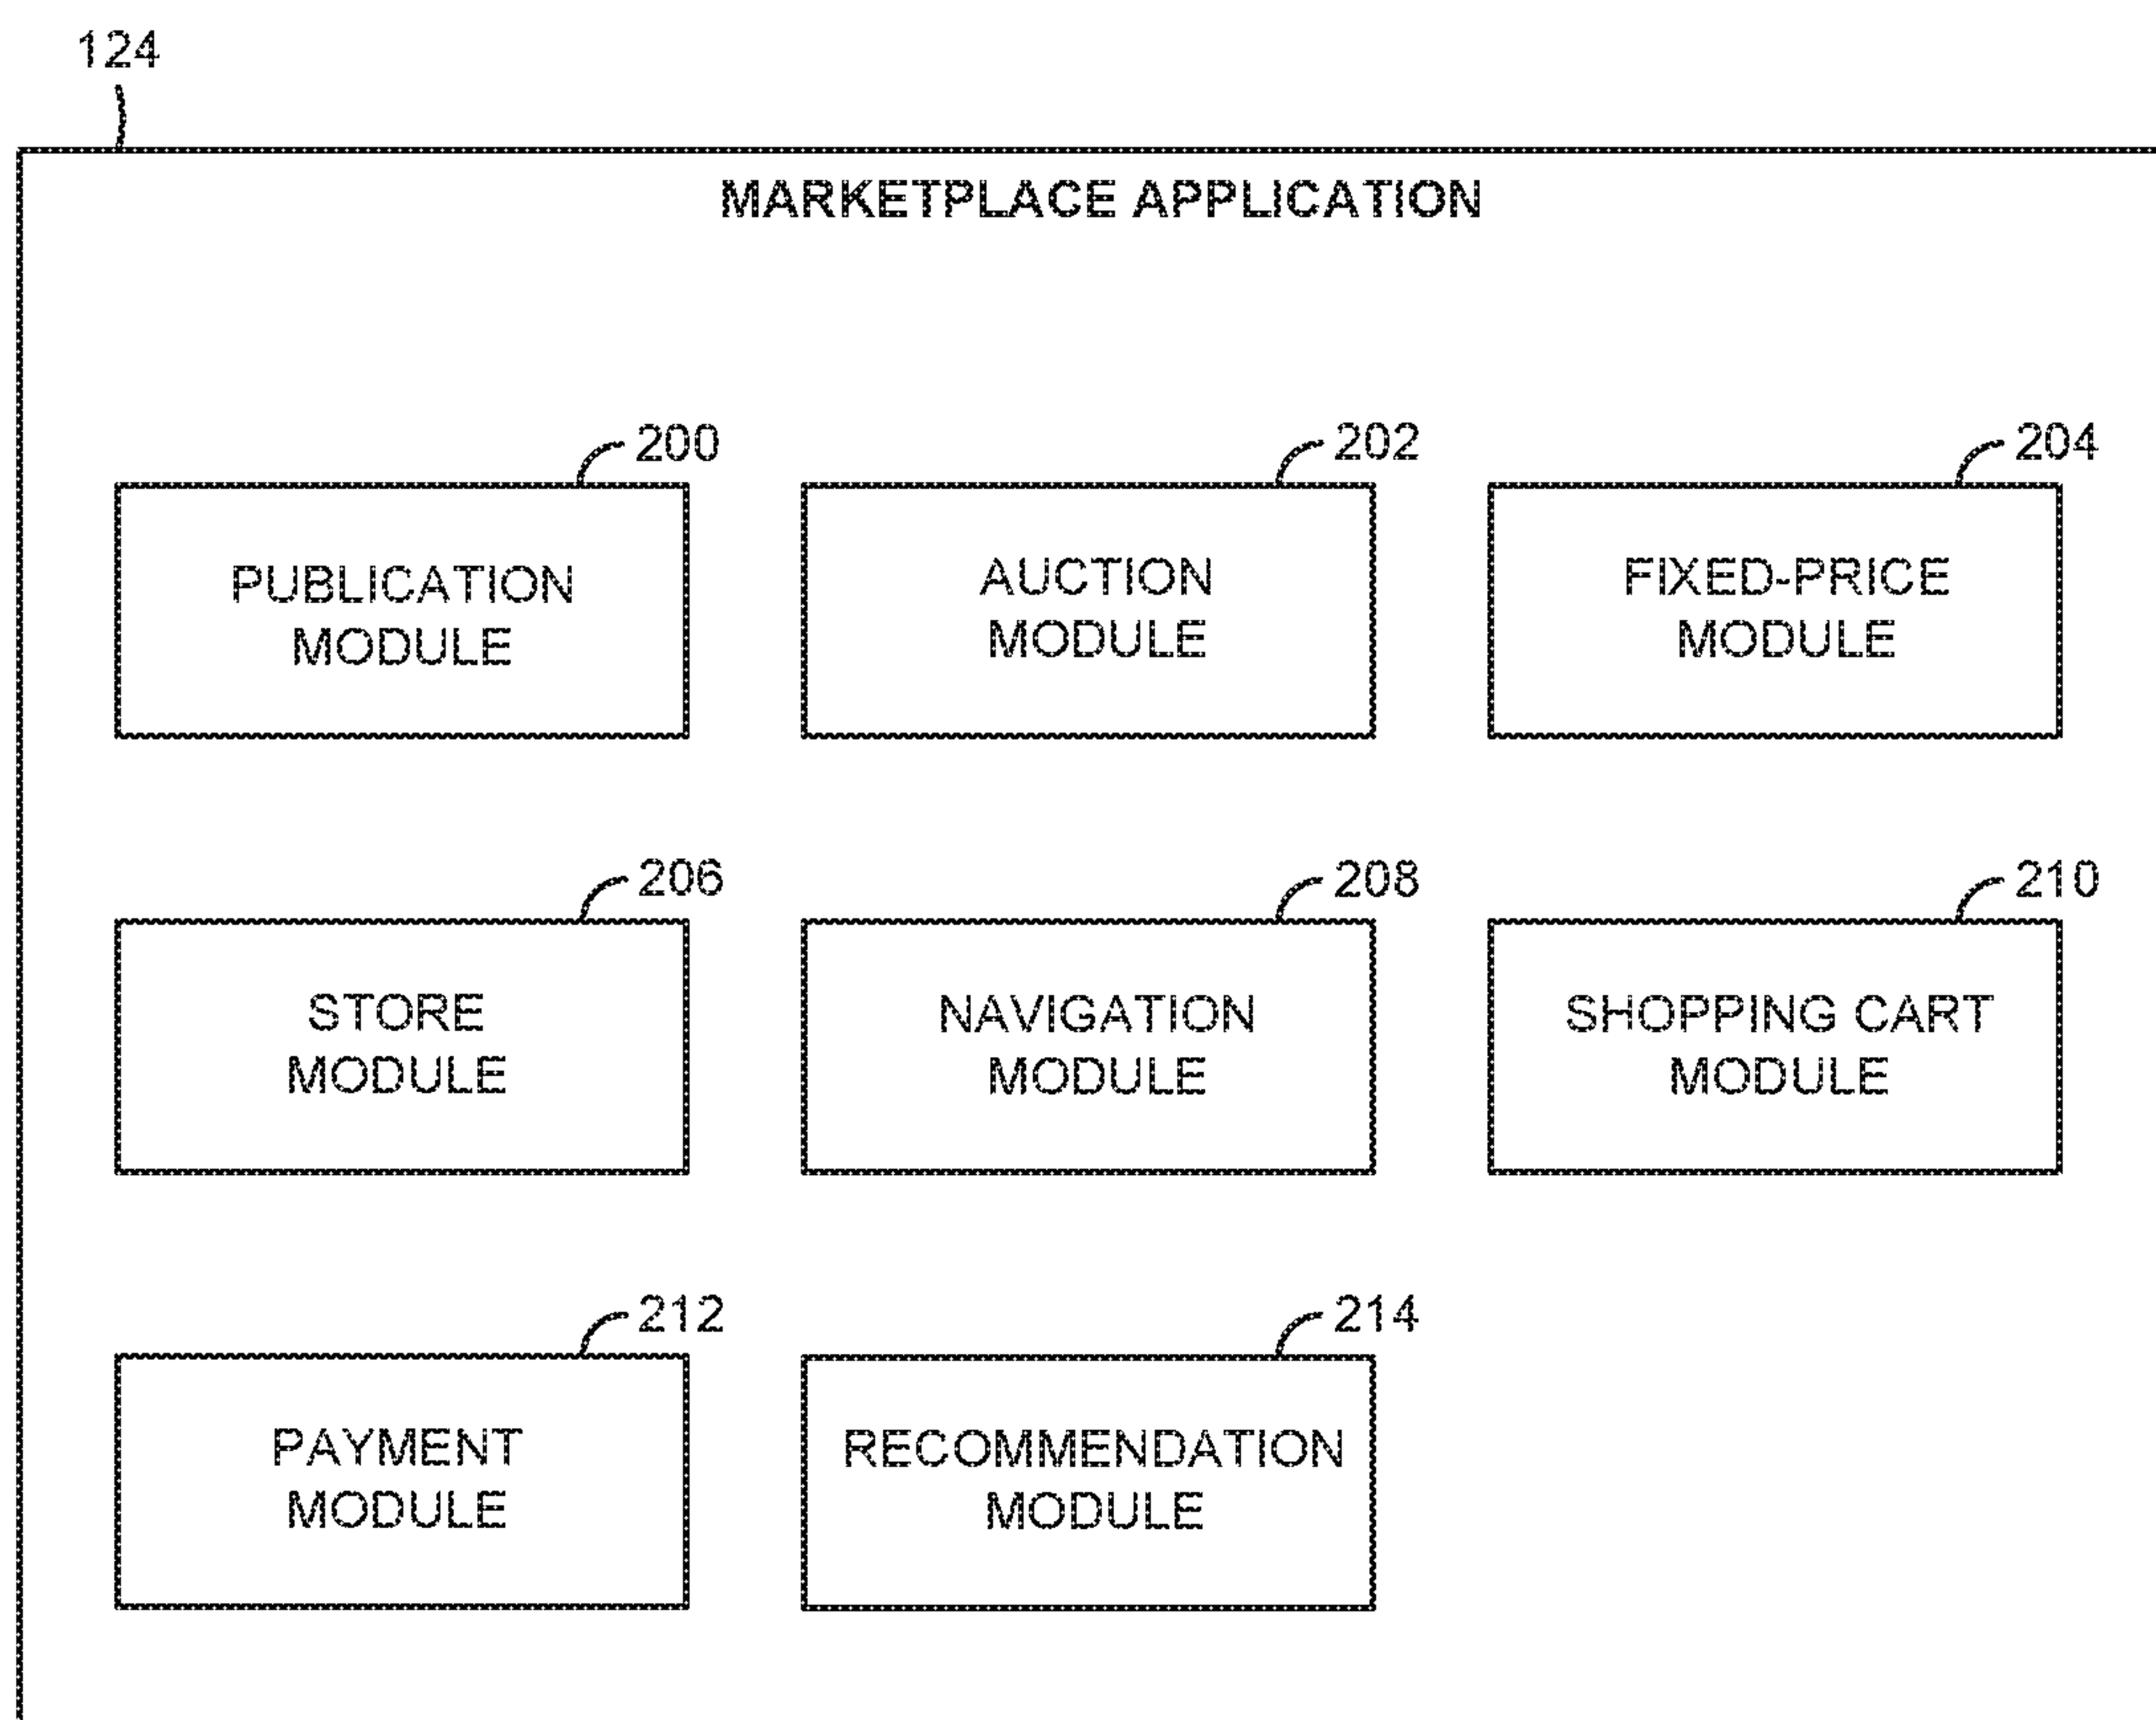 124
MARKETPLACE APPLICATION
200
PUBLICATION
MODULE
202
AUCTION
MODULE
204
FIXED-PRICE
MODULE
206
STORE
MODULE
208
NAVIGATION
MODULE
210
SHOPPING CART
MODULE
212
PAYMENT
MODULE
214
RECOMMENDATION
MODULE